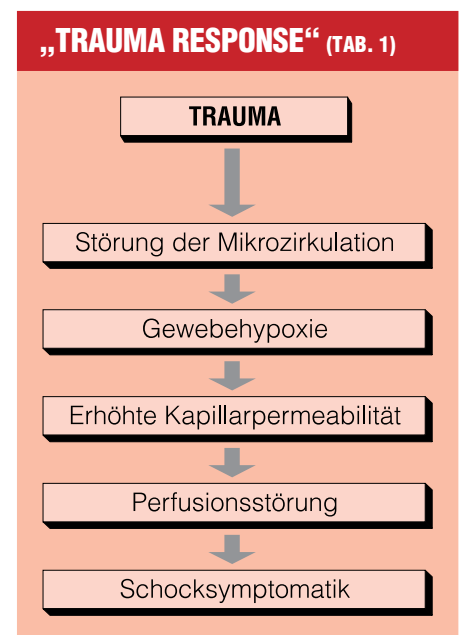 „TRAUMA RESPONSE“ (TAB. 1)
TRAUMA
Störung der Mikrozirkulation
Gewebehypoxie
Erhöhte Kapillarpermeabilität
Perfusionsstörung
Schocksymptomatik